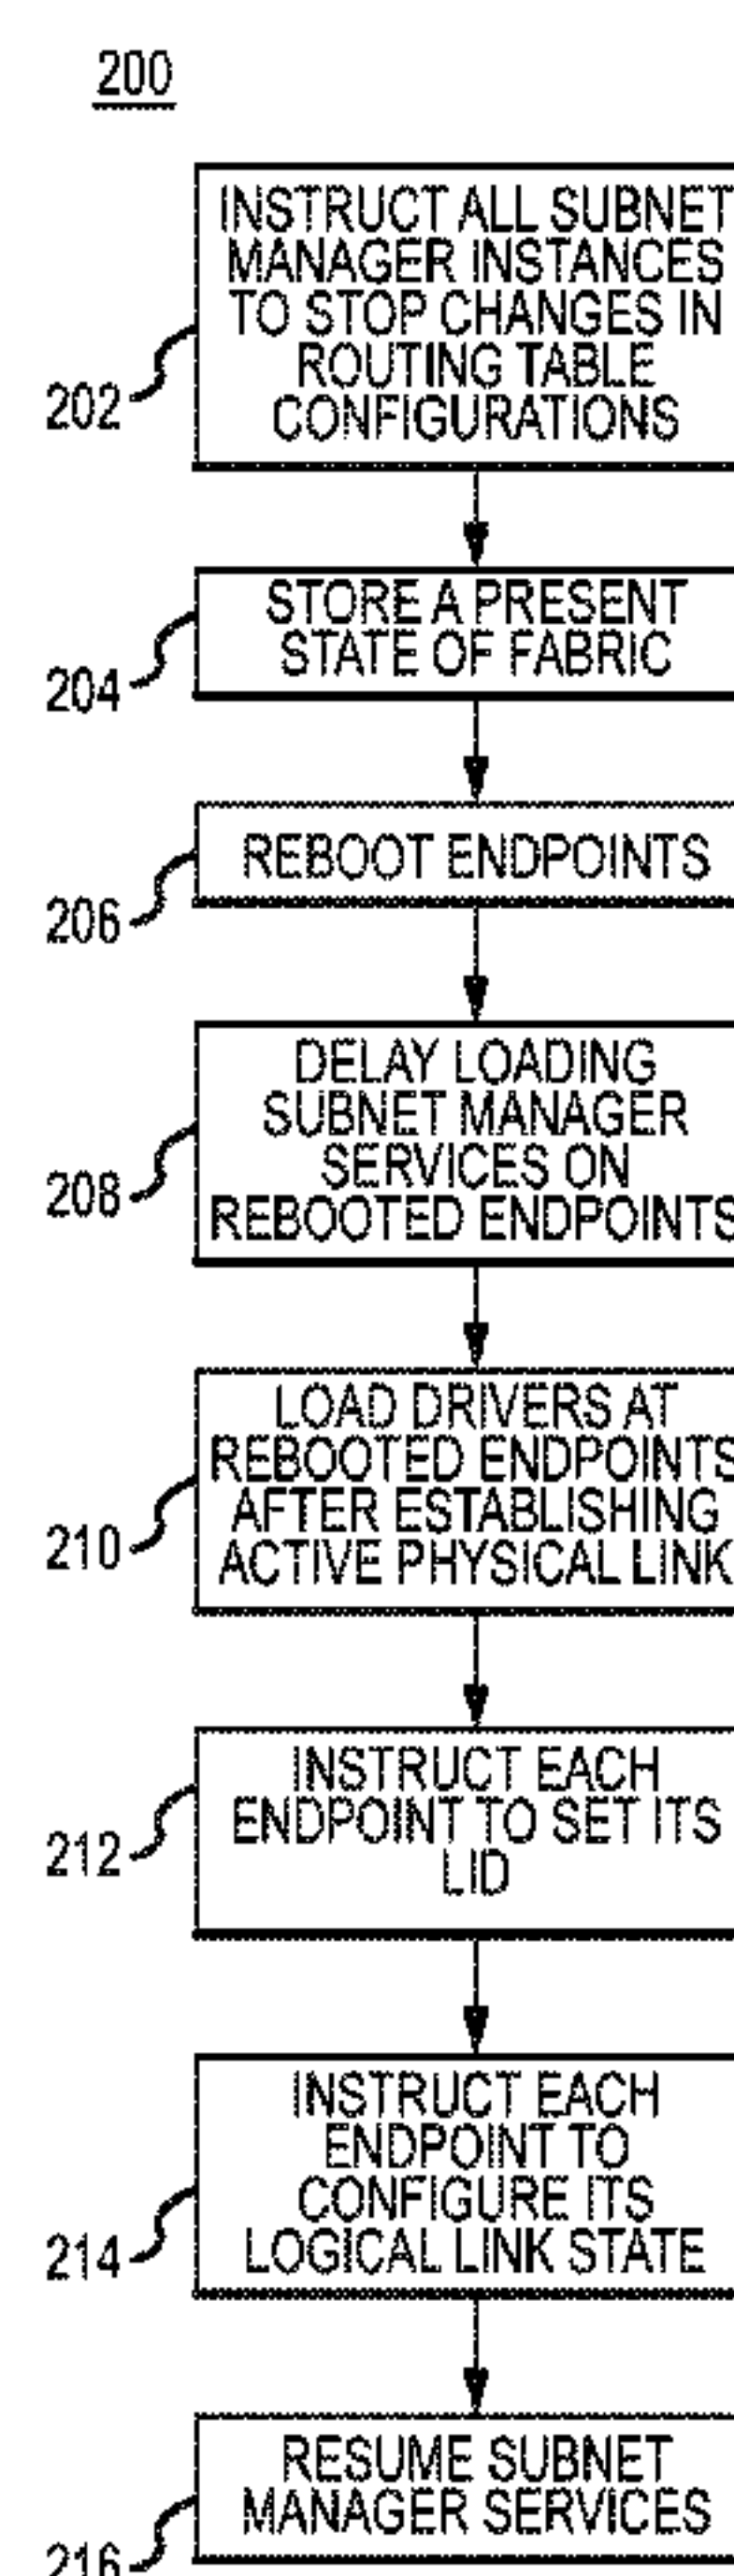 200
INSTRUCT ALL SUBNET
MANAGER INSTANCES
TO STOP CHANGES IN
ROUTING TABLE
CONFIGURATIONS
202
STORE A PRESENT
STATE OF FABRIC
204
REBOOT ENDPOINTS
206
DELAY LOADING
SUBNET MANAGER
SERVICES ON
REBOOTED ENDPOINTS
208
LOAD DRIVERS AT
REBOOTED ENDPOINTS
AFTER ESTABLISHING
ACTIVE PHYSICAL LINK
210
INSTRUCT EACH
ENDPOINT TO SET ITS
LID
212
INSTRUCT EACH
ENDPOINT TO
CONFIGURE ITS
LOGICAL LINK STATE
214
RESUME SUBNET
MANAGER SERVICES
216